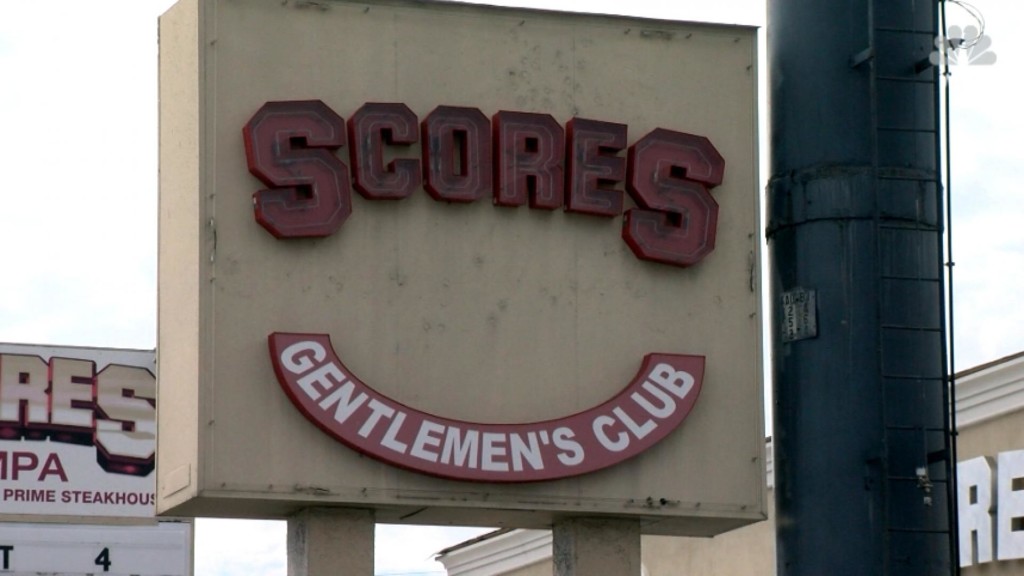 SCORES
GENTLEMEN'S CLUB
RES
MPA
PRIME STEAKHOUS
T 4
RE